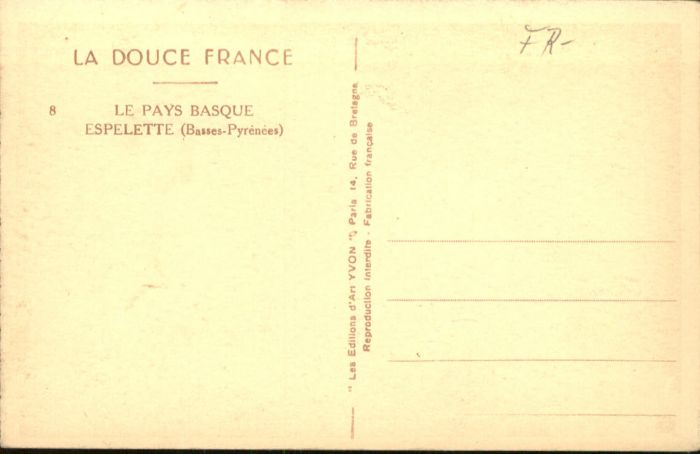 LA DOUCE FRANCE
8 LE PAYS BASQUE
ESPELETTE (Basses-Pyrénées)
" Les Editions d'Art YVON ", Paris 14, Rue de Bretagne
Reproduction interdite - Fabrication française
FR-